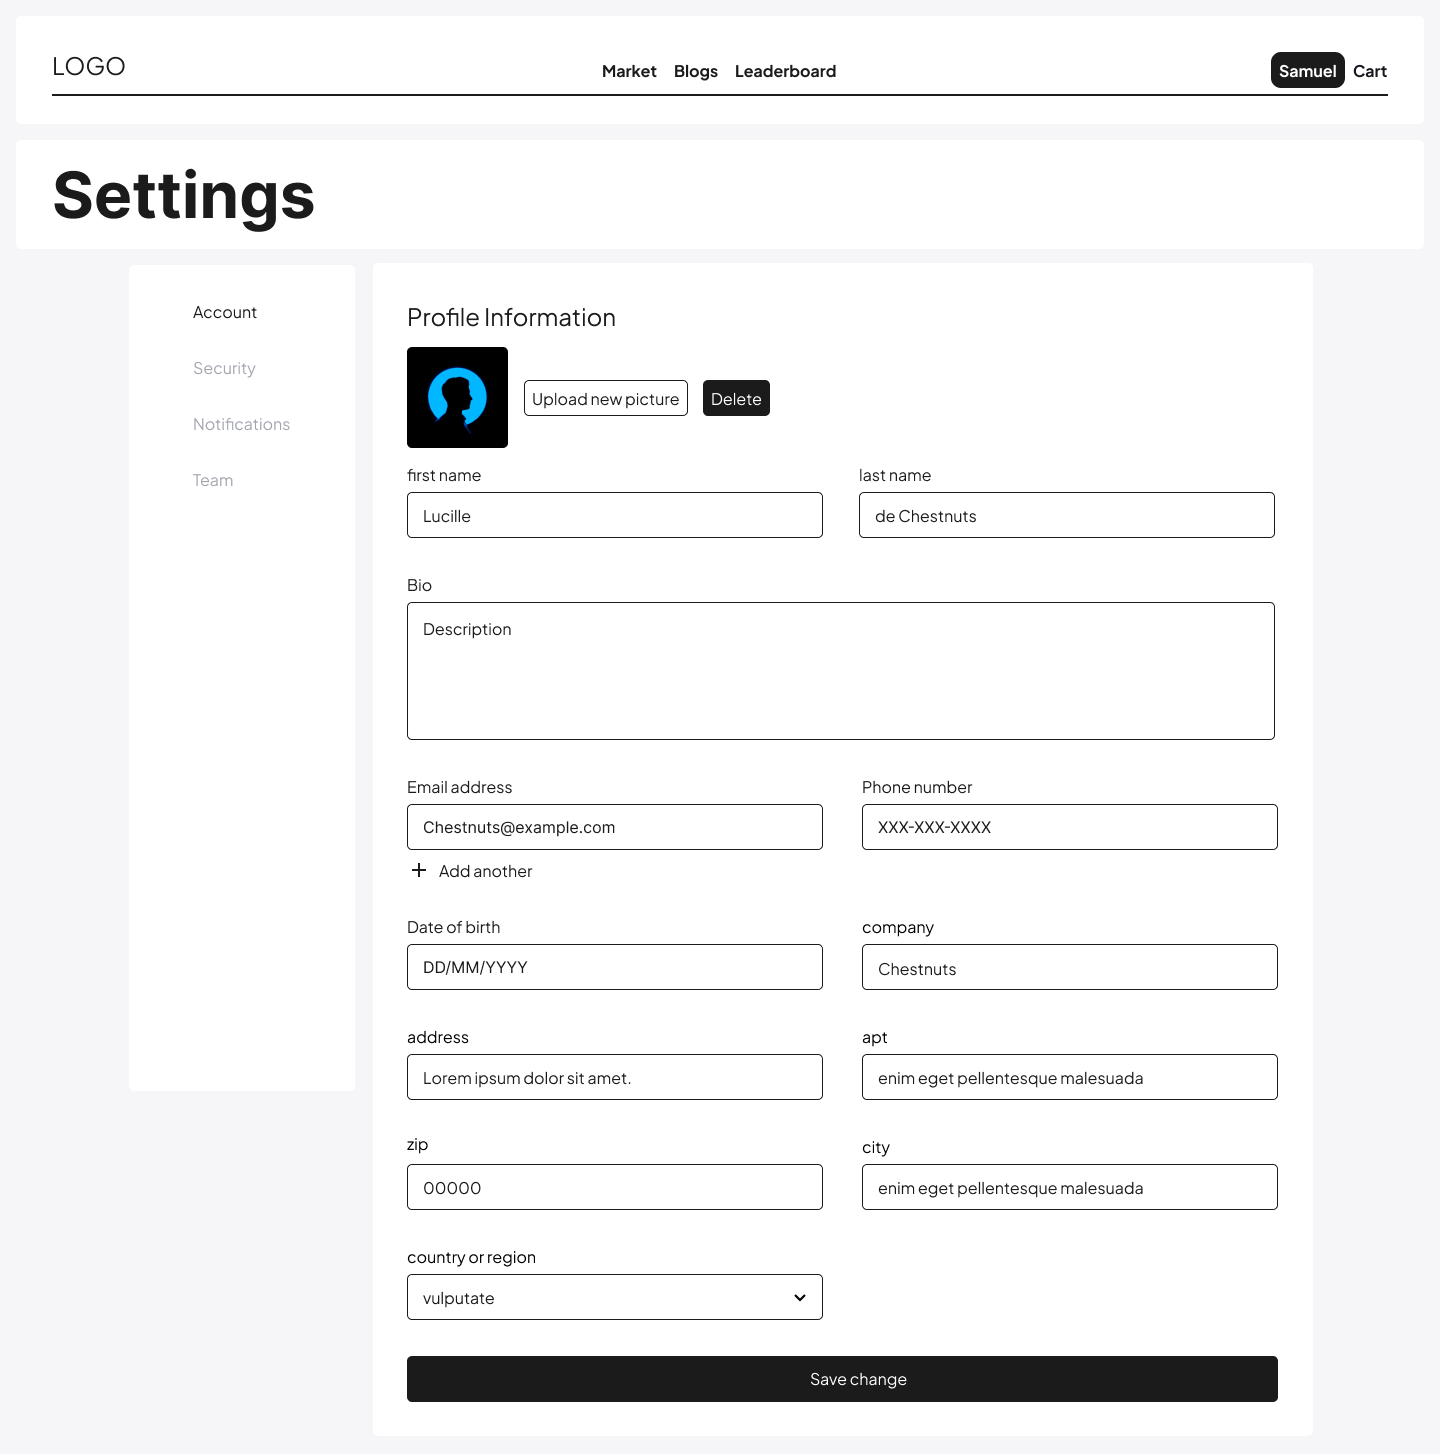 LOGO
Market Blogs Leaderboard
Samuel Cart
Settings
Account
Security
Notifications
Team
Profile Information
Upload new picture Delete
first name last name
Lucille de Chestnuts
Bio
Description
Email address Phone number
Chestnuts@example.com XXX-XXX-XXXX
+ Add another
Date of birth company
DD/MM/YYYY Chestnuts
address apt
Lorem ipsum dolor sit amet. enim eget pellentesque malesuada
zip city
00000 enim eget pellentesque malesuada
country or region
vulputate
Save change